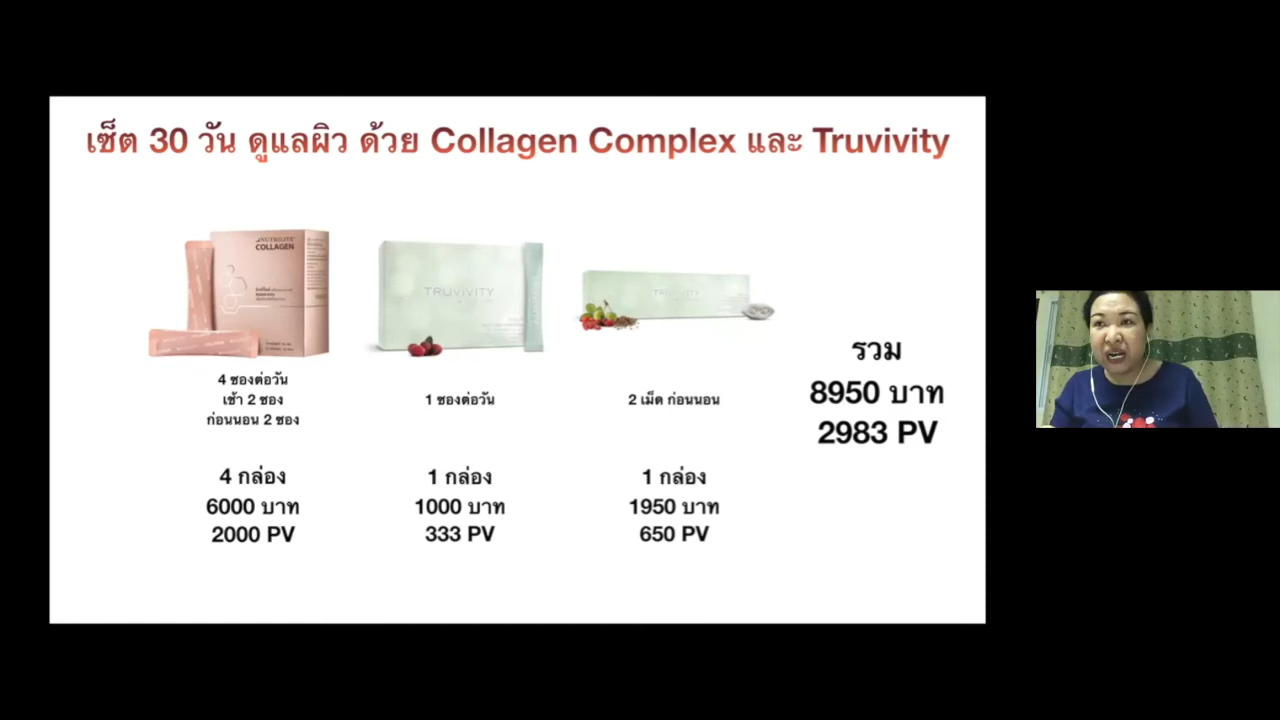 เซ็ต 30 วัน ดูแลผิว ด้วย Collagen Complex และ Truvivity
NUTRILITE
COLLAGEN
TRUVIVITY
TRUVIVITY
4 ซองต่อวัน
เช้า 2 ซอง
ก่อนนอน 2 ซอง
1 ซองต่อวัน
2 เม็ด ก่อนนอน
รวม
8950 บาท
2983 PV
4 กล่อง
6000 บาท
2000 PV
1 กล่อง
1000 บาท
333 PV
1 กล่อง
1950 บาท
650 PV